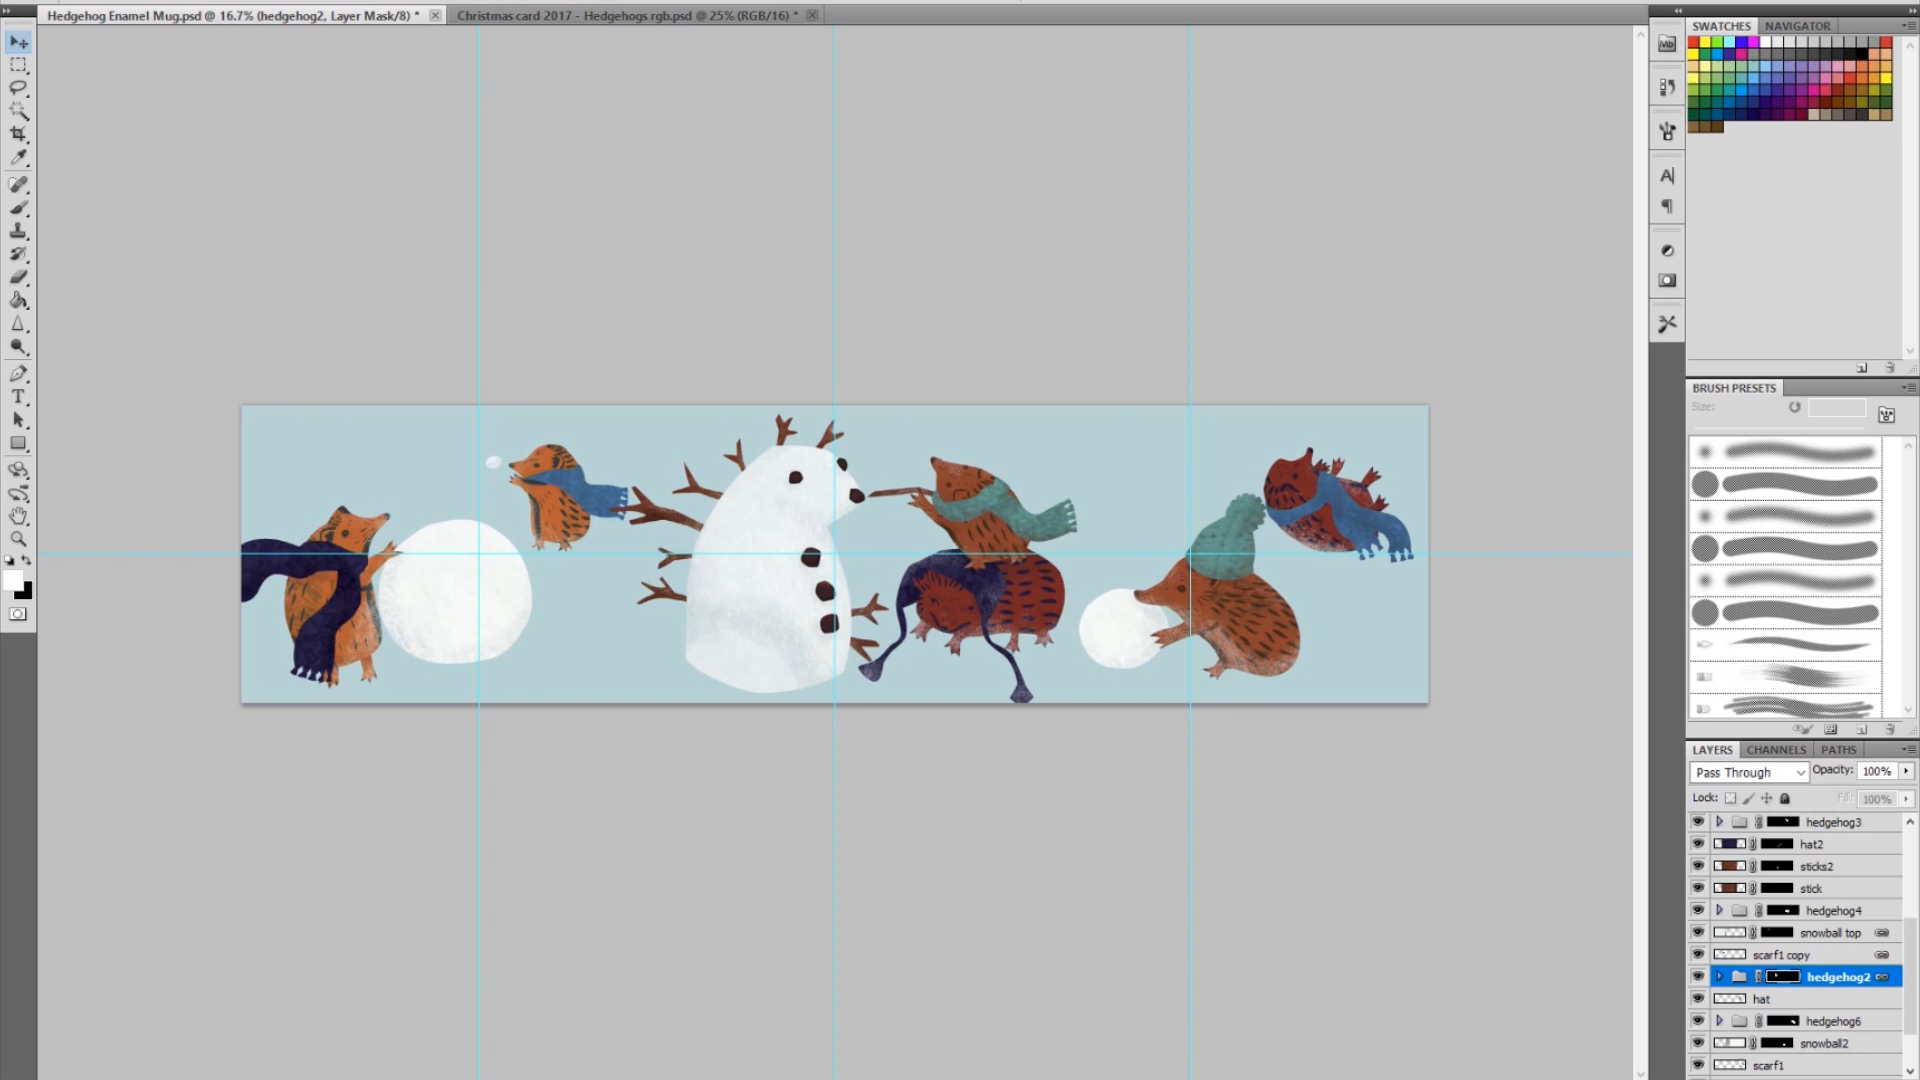 Hedgehog Enamel Mug.psd @ 16.7% (hedgehog2, Layer Mask/8) *
Christmas card 2017 - Hedgehogs rgb.psd @ 25% (RGB/16) *
SWATCHES NAVIGATOR
Mb
A
T
BRUSH PRESETS
Size:
LAYERS CHANNELS PATHS
Pass Through Opacity: 100%
Lock: Fill: 100%
hedgehog3
hat2
sticks2
stick
hedgehog4
snowball top
scarf1 copy
hedgehog2
hat
hedgehog6
snowball2
scarf1